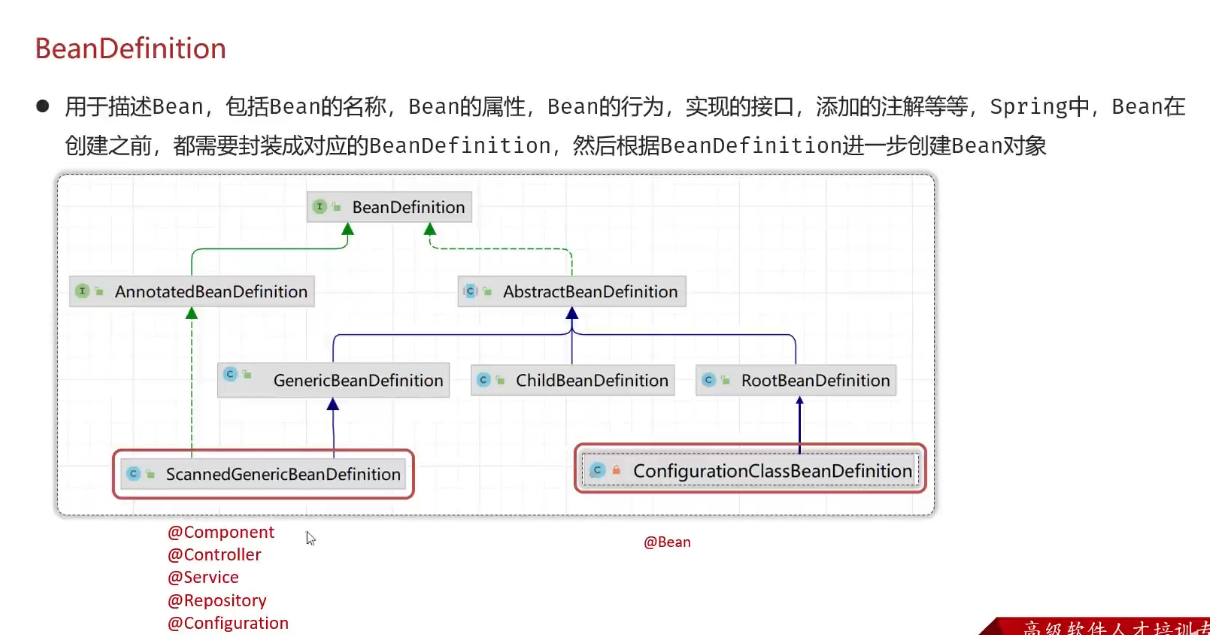 BeanDefinition
● 用于描述Bean，包括Bean的名称，Bean的属性，Bean的行为，实现的接口，添加的注解等等，Spring中，Bean在
创建之前，都需要封装成对应的BeanDefinition，然后根据BeanDefinition进一步创建Bean对象
I BeanDefinition
I AnnotatedBeanDefinition
C AbstractBeanDefinition
C GenericBeanDefinition
C ChildBeanDefinition
C RootBeanDefinition
C ScannedGenericBeanDefinition
C ConfigurationClassBeanDefinition
@Component
@Controller
@Service
@Repository
@Configuration
@Bean
高级软件人才培训